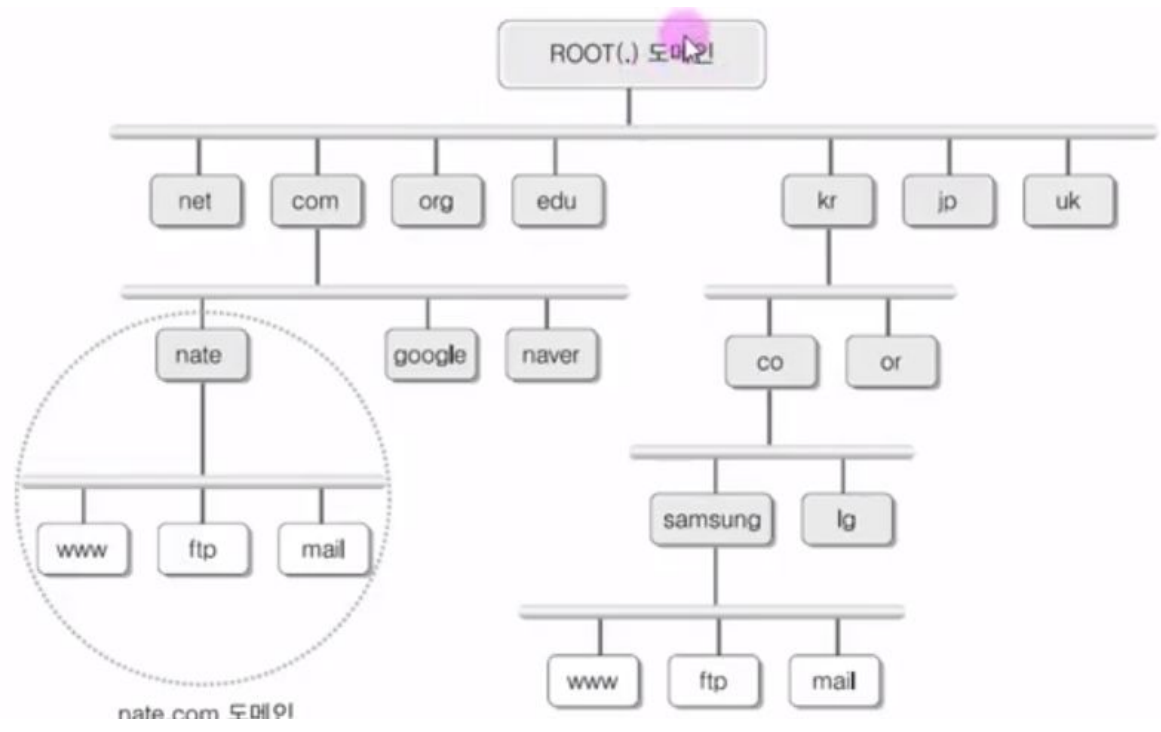 ROOT(.) 도메인
net com org edu kr jp uk
nate google naver co or
samsung lg
www ftp mail
www ftp mail
nate.com 도메인